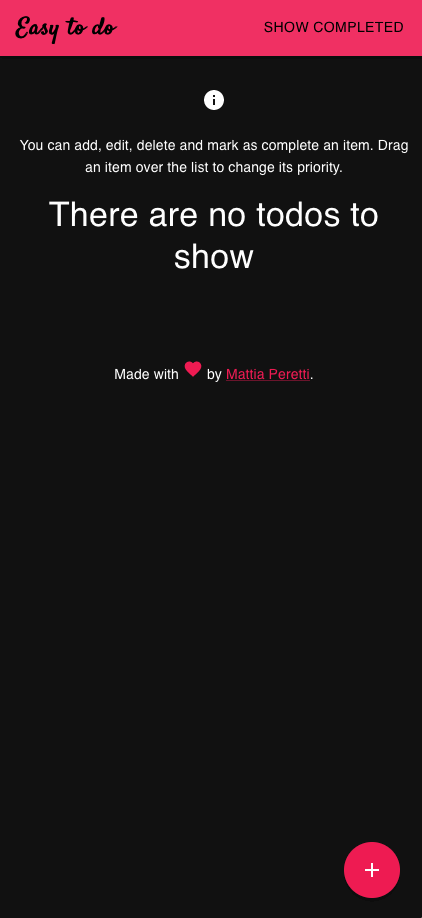 Easy to do
SHOW COMPLETED
You can add, edit, delete and mark as complete an item. Drag
an item over the list to change its priority.
There are no todos to
show
Made with by Mattia Peretti.